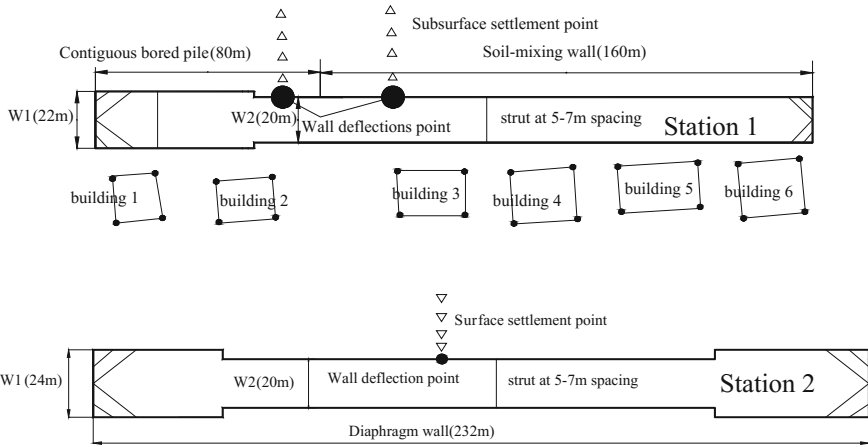 Subsurface settlement point
Contiguous bored pile(80m)
Soil-mixing wall(160m)
W1(22m)
W2(20m)
Wall deflections point
strut at 5-7m spacing
Station 1
building 1
building 2
building 3
building 4
building 5
building 6
Surface settlement point
W1(24m)
W2(20m)
Wall deflection point
strut at 5-7m spacing
Station 2
Diaphragm wall(232m)